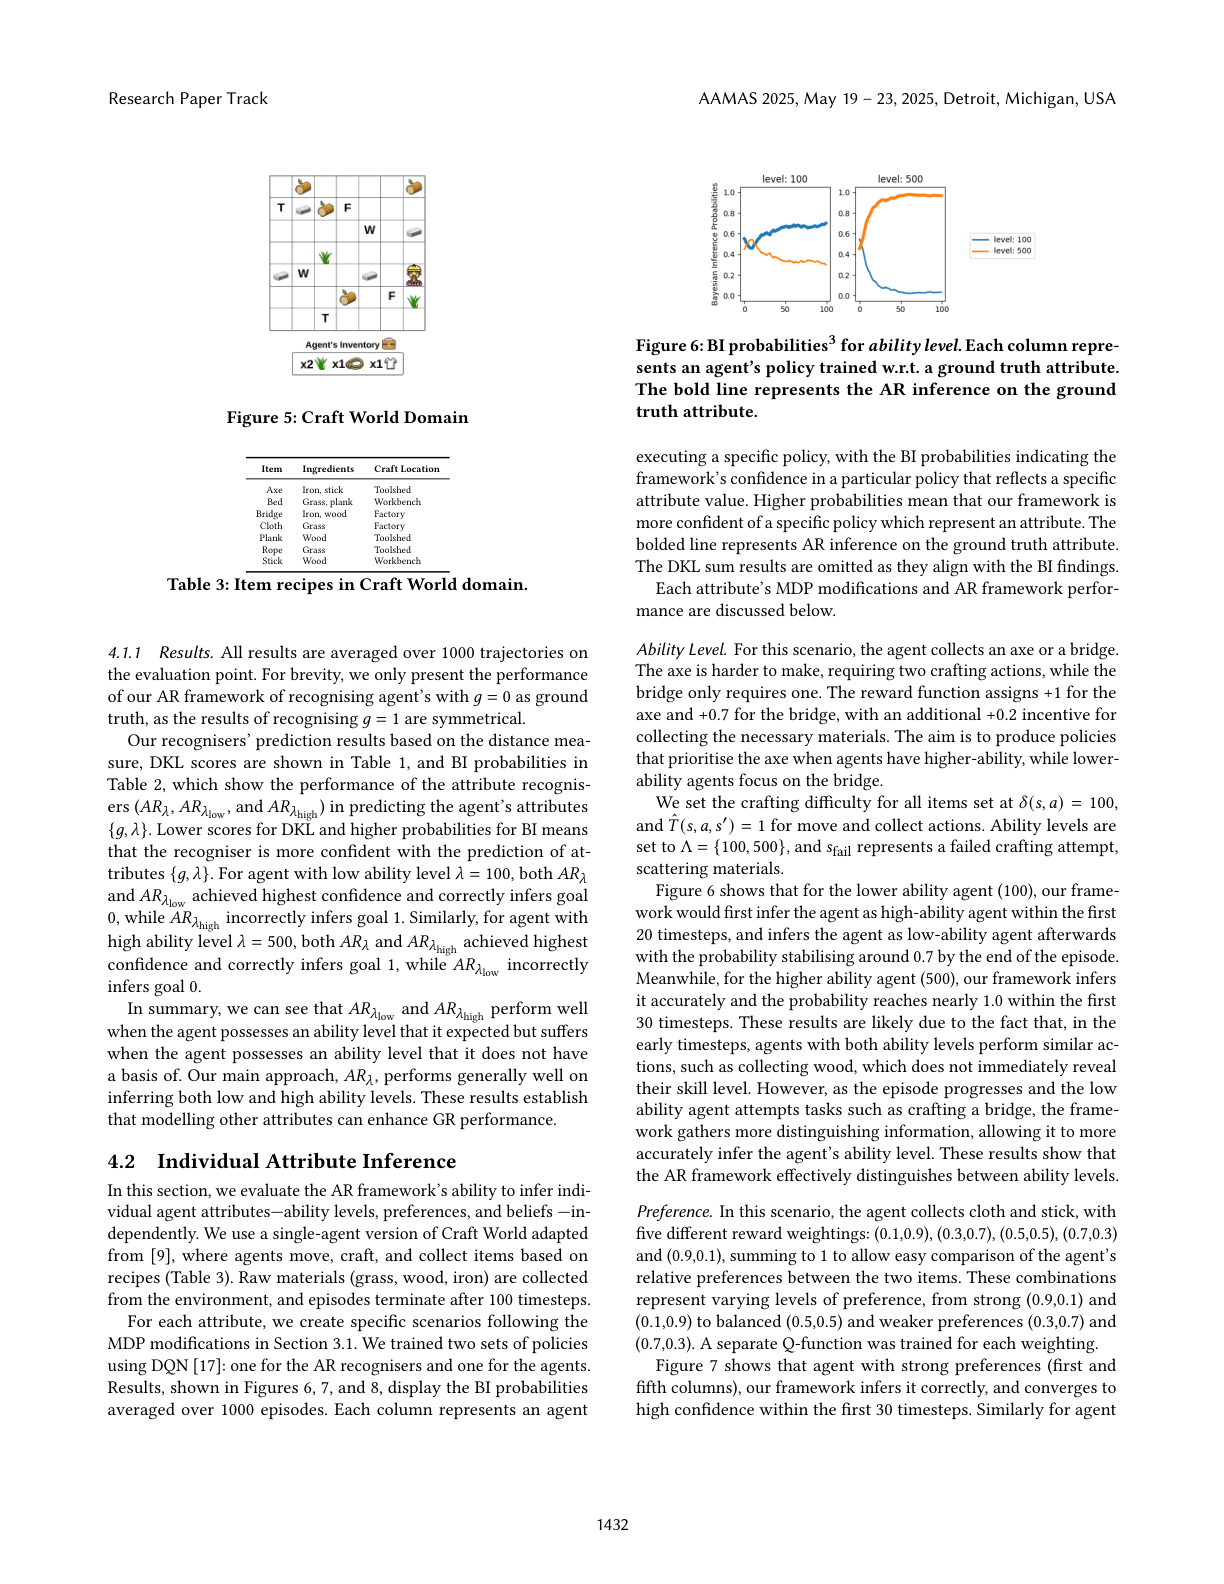 Research Paper Track
AAMAS 2025, May 19 – 23, 2025, Detroit, Michigan, USA
T F
W
W
F
T
Agent's Inventory
x2 x1 x1
Figure 5: Craft World Domain
Item Ingredients Craft Location
Axe Iron, stick Toolshed
Bed Grass, plank Workbench
Bridge Iron, wood Factory
Cloth Grass Factory
Plank Wood Toolshed
Rope Grass Toolshed
Stick Wood Workbench
Table 3: Item recipes in Craft World domain.
4.1.1 Results. All results are averaged over 1000 trajectories on
the evaluation point. For brevity, we only present the performance
of our AR framework of recognising agent's with g = 0 as ground
truth, as the results of recognising g = 1 are symmetrical.
Our recognisers' prediction results based on the distance mea-
sure, DKL scores are shown in Table 1, and BI probabilities in
Table 2, which show the performance of the attribute recognis-
ers (AR_λ, AR_λ_low, and AR_λ_high) in predicting the agent's attributes
{g, λ}. Lower scores for DKL and higher probabilities for BI means
that the recogniser is more confident with the prediction of at-
tributes {g, λ}. For agent with low ability level λ = 100, both AR_λ
and AR_λ_low achieved highest confidence and correctly infers goal
0, while AR_λ_high incorrectly infers goal 1. Similarly, for agent with
high ability level λ = 500, both AR_λ and AR_λ_high achieved highest
confidence and correctly infers goal 1, while AR_λ_low incorrectly
infers goal 0.
In summary, we can see that AR_λ_low and AR_λ_high perform well
when the agent possesses an ability level that it expected but suffers
when the agent possesses an ability level that it does not have
a basis of. Our main approach, AR_λ, performs generally well on
inferring both low and high ability levels. These results establish
that modelling other attributes can enhance GR performance.
4.2 Individual Attribute Inference
In this section, we evaluate the AR framework's ability to infer indi-
vidual agent attributes—ability levels, preferences, and beliefs —in-
dependently. We use a single-agent version of Craft World adapted
from [9], where agents move, craft, and collect items based on
recipes (Table 3). Raw materials (grass, wood, iron) are collected
from the environment, and episodes terminate after 100 timesteps.
For each attribute, we create specific scenarios following the
MDP modifications in Section 3.1. We trained two sets of policies
using DQN [17]: one for the AR recognisers and one for the agents.
Results, shown in Figures 6, 7, and 8, display the BI probabilities
averaged over 1000 episodes. Each column represents an agent
level: 100 level: 500
Bayesian Inference Probabilities
1.0 1.0
0.8 0.8
0.6 0.6
0.4 0.4
0.2 0.2
0.0 0.0
0 50 100 0 50 100
level: 100
level: 500
Figure 6: BI probabilities³ for ability level. Each column repre-
sents an agent's policy trained w.r.t. a ground truth attribute.
The bold line represents the AR inference on the ground
truth attribute.
executing a specific policy, with the BI probabilities indicating the
framework's confidence in a particular policy that reflects a specific
attribute value. Higher probabilities mean that our framework is
more confident of a specific policy which represent an attribute. The
bolded line represents AR inference on the ground truth attribute.
The DKL sum results are omitted as they align with the BI findings.
Each attribute's MDP modifications and AR framework perfor-
mance are discussed below.
Ability Level. For this scenario, the agent collects an axe or a bridge.
The axe is harder to make, requiring two crafting actions, while the
bridge only requires one. The reward function assigns +1 for the
axe and +0.7 for the bridge, with an additional +0.2 incentive for
collecting the necessary materials. The aim is to produce policies
that prioritise the axe when agents have higher-ability, while lower-
ability agents focus on the bridge.
We set the crafting difficulty for all items set at δ(s, a) = 100,
and T̂(s, a, s′) = 1 for move and collect actions. Ability levels are
set to Λ = {100, 500}, and s_fail represents a failed crafting attempt,
scattering materials.
Figure 6 shows that for the lower ability agent (100), our frame-
work would first infer the agent as high-ability agent within the first
20 timesteps, and infers the agent as low-ability agent afterwards
with the probability stabilising around 0.7 by the end of the episode.
Meanwhile, for the higher ability agent (500), our framework infers
it accurately and the probability reaches nearly 1.0 within the first
30 timesteps. These results are likely due to the fact that, in the
early timesteps, agents with both ability levels perform similar ac-
tions, such as collecting wood, which does not immediately reveal
their skill level. However, as the episode progresses and the low
ability agent attempts tasks such as crafting a bridge, the frame-
work gathers more distinguishing information, allowing it to more
accurately infer the agent's ability level. These results show that
the AR framework effectively distinguishes between ability levels.
Preference. In this scenario, the agent collects cloth and stick, with
five different reward weightings: (0.1,0.9), (0.3,0.7), (0.5,0.5), (0.7,0.3)
and (0.9,0.1), summing to 1 to allow easy comparison of the agent's
relative preferences between the two items. These combinations
represent varying levels of preference, from strong (0.9,0.1) and
(0.1,0.9) to balanced (0.5,0.5) and weaker preferences (0.3,0.7) and
(0.7,0.3). A separate Q-function was trained for each weighting.
Figure 7 shows that agent with strong preferences (first and
fifth columns), our framework infers it correctly, and converges to
high confidence within the first 30 timesteps. Similarly for agent
1432